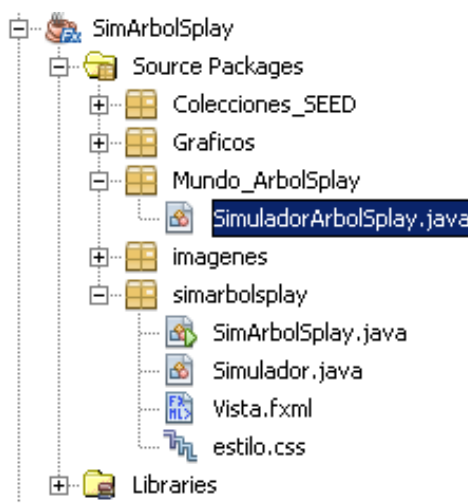 SimArbolSplay
Source Packages
Colecciones_SEED
Graficos
Mundo_ArbolSplay
SimuladorArbolSplay.java
imagenes
simarbolsplay
SimArbolSplay.java
Simulador.java
Vista.fxml
estilo.css
Libraries